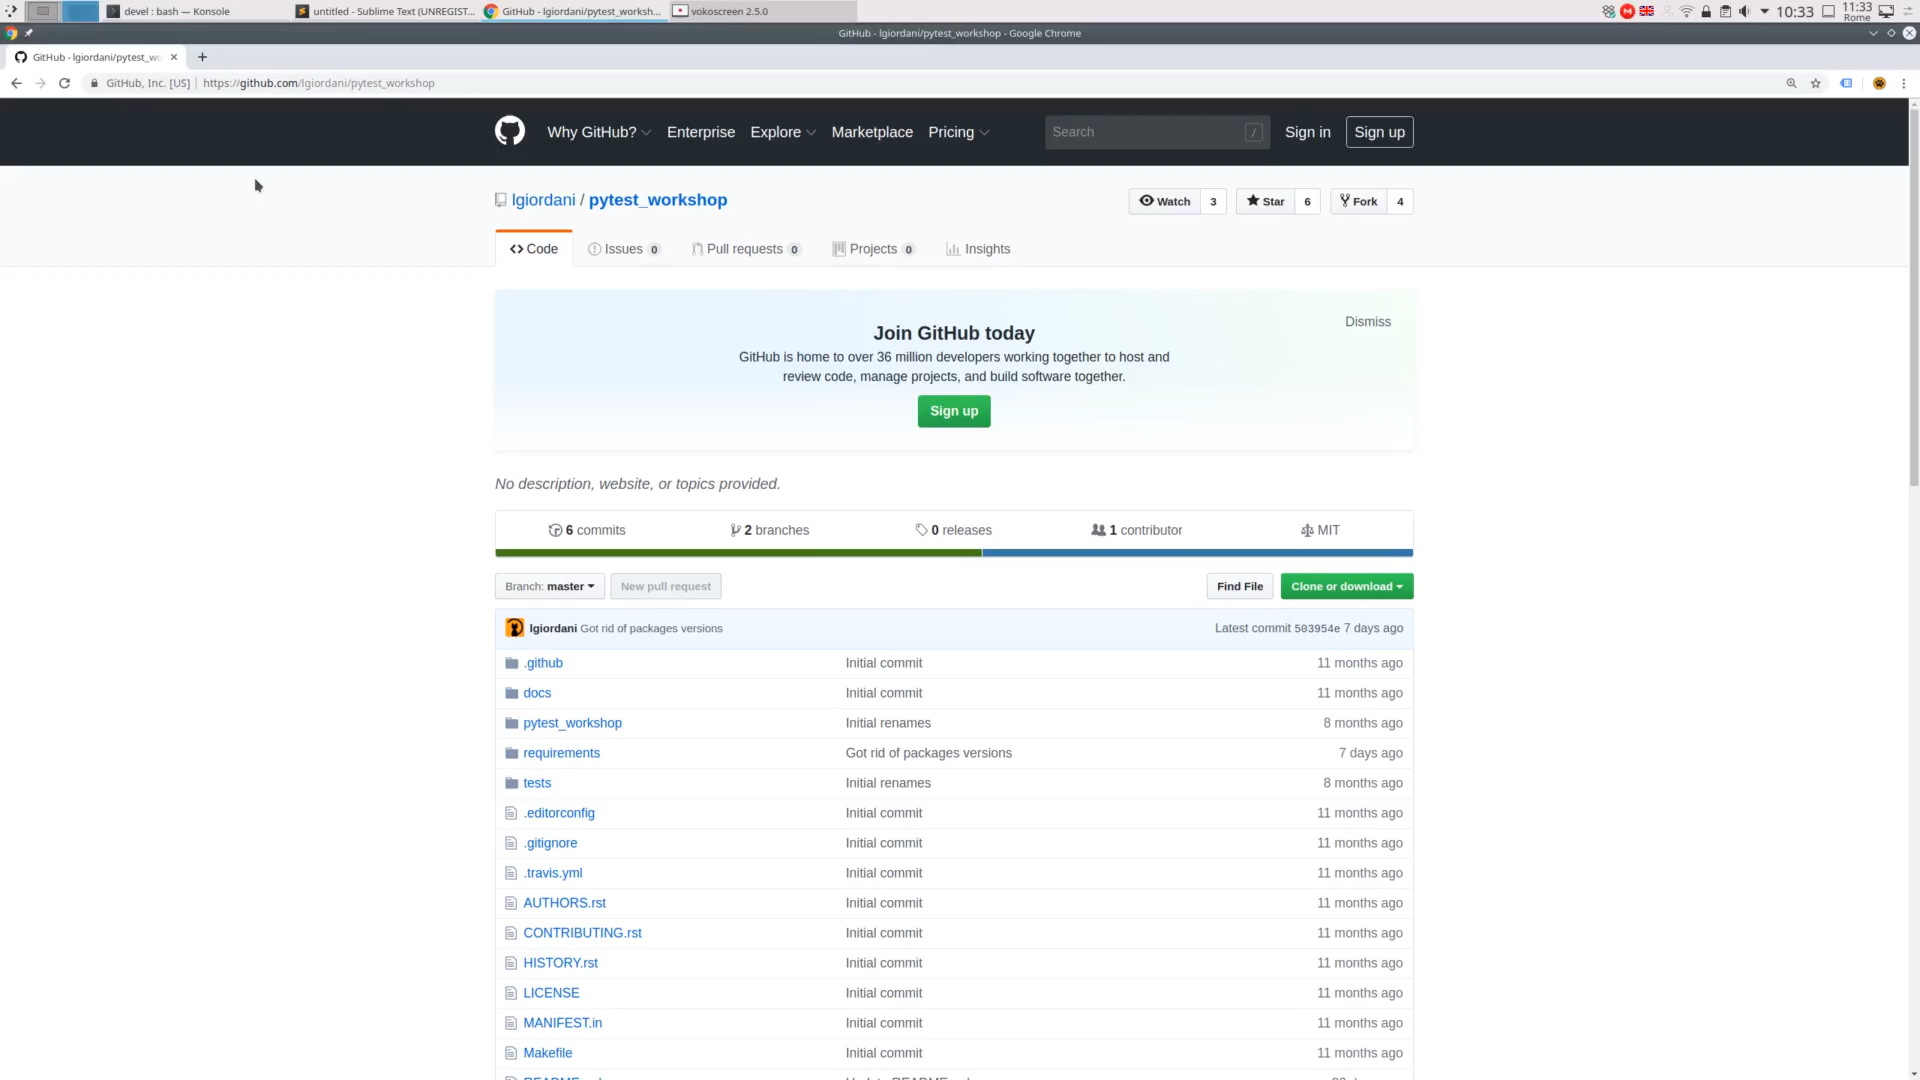 devel : bash — Konsole
untitled - Sublime Text (UNREGIST...
GitHub - lgiordani/pytest_worksh...
vokoscreen 2.5.0
10:33
11:33
Rome
GitHub - lgiordani/pytest_workshop - Google Chrome
GitHub - lgiordani/pytest_wo
GitHub, Inc. [US] | https://github.com/lgiordani/pytest_workshop
Why GitHub? Enterprise Explore Marketplace Pricing Search / Sign in Sign up
lgiordani / pytest_workshop
Watch 3 Star 6 Fork 4
Code Issues 0 Pull requests 0 Projects 0 Insights
Dismiss
Join GitHub today
GitHub is home to over 36 million developers working together to host and
review code, manage projects, and build software together.
Sign up
No description, website, or topics provided.
6 commits 2 branches 0 releases 1 contributor MIT
Branch: master New pull request Find File Clone or download
lgiordani Got rid of packages versions Latest commit 503954e 7 days ago
.github Initial commit 11 months ago
docs Initial commit 11 months ago
pytest_workshop Initial renames 8 months ago
requirements Got rid of packages versions 7 days ago
tests Initial renames 8 months ago
.editorconfig Initial commit 11 months ago
.gitignore Initial commit 11 months ago
.travis.yml Initial commit 11 months ago
AUTHORS.rst Initial commit 11 months ago
CONTRIBUTING.rst Initial commit 11 months ago
HISTORY.rst Initial commit 11 months ago
LICENSE Initial commit 11 months ago
MANIFEST.in Initial commit 11 months ago
Makefile Initial commit 11 months ago